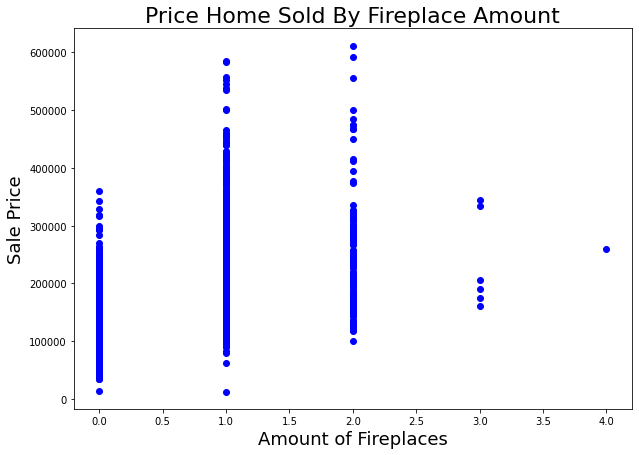 Price Home Sold By Fireplace Amount
600000
500000
400000
300000
200000
100000
0
Sale Price
0.0 0.5 1.0 1.5 2.0 2.5 3.0 3.5 4.0
Amount of Fireplaces